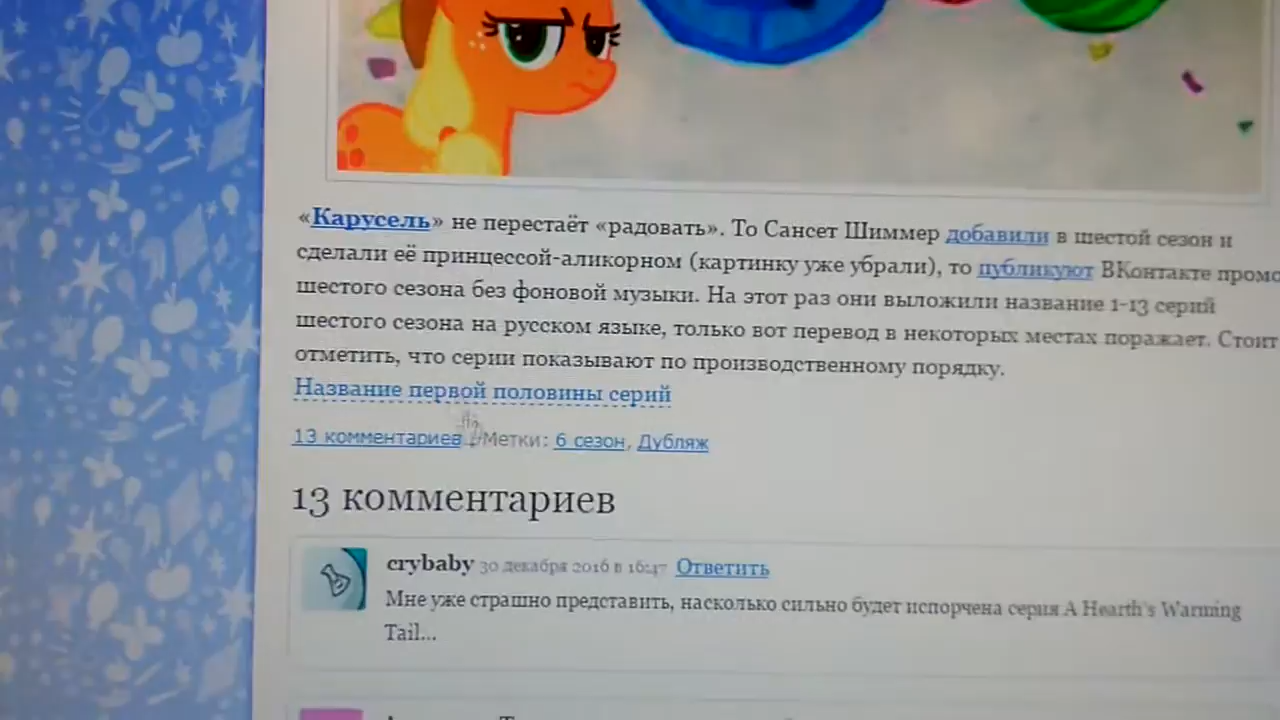 «Карусель» не перестаёт «радовать». То Сансет Шиммер добавили в шестой сезон и
сделали её принцессой-аликорном (картинку уже убрали), то публикуют ВКонтакте промо
шестого сезона без фоновой музыки. На этот раз они выложили название 1-13 серий
шестого сезона на русском языке, только вот перевод в некоторых местах поражает. Стоит
отметить, что серии показывают по производственному порядку.
Название первой половины серий
13 комментариев Метки: 6 сезон, Дубляж
13 комментариев
crybaby 30 декабря 2016 в 16:47 Ответить
Мне уже страшно представить, насколько сильно будет испорчена серия A Hearth's Warming
Tail...